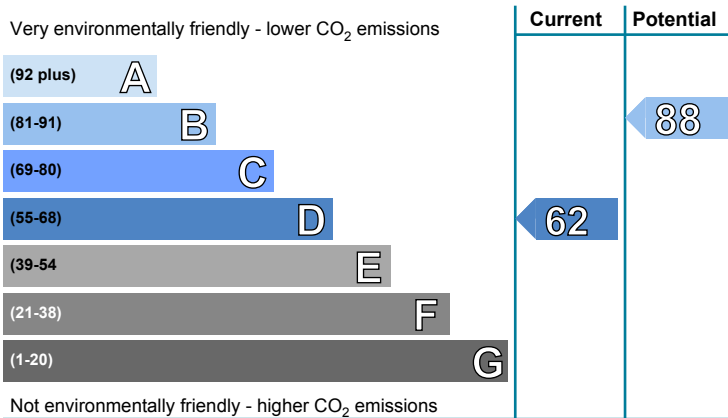 Very environmentally friendly - lower CO2 emissions
Current
Potential
(92 plus) A
(81-91) B
88
(69-80) C
(55-68) D
62
(39-54 E
(21-38) F
(1-20) G
Not environmentally friendly - higher CO2 emissions